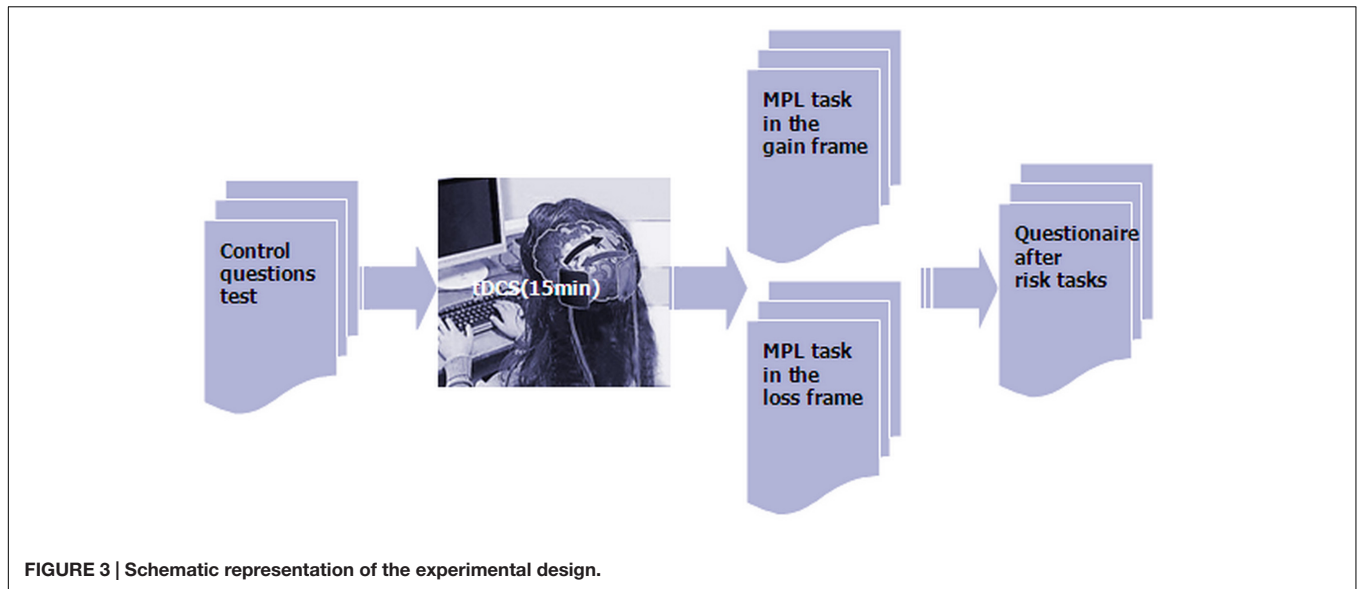 Control
questions
test
tDCS(15min)
MPL task
in the
gain frame
MPL task
in the
loss frame
Questionaire
after
risk tasks
FIGURE 3 | Schematic representation of the experimental design.